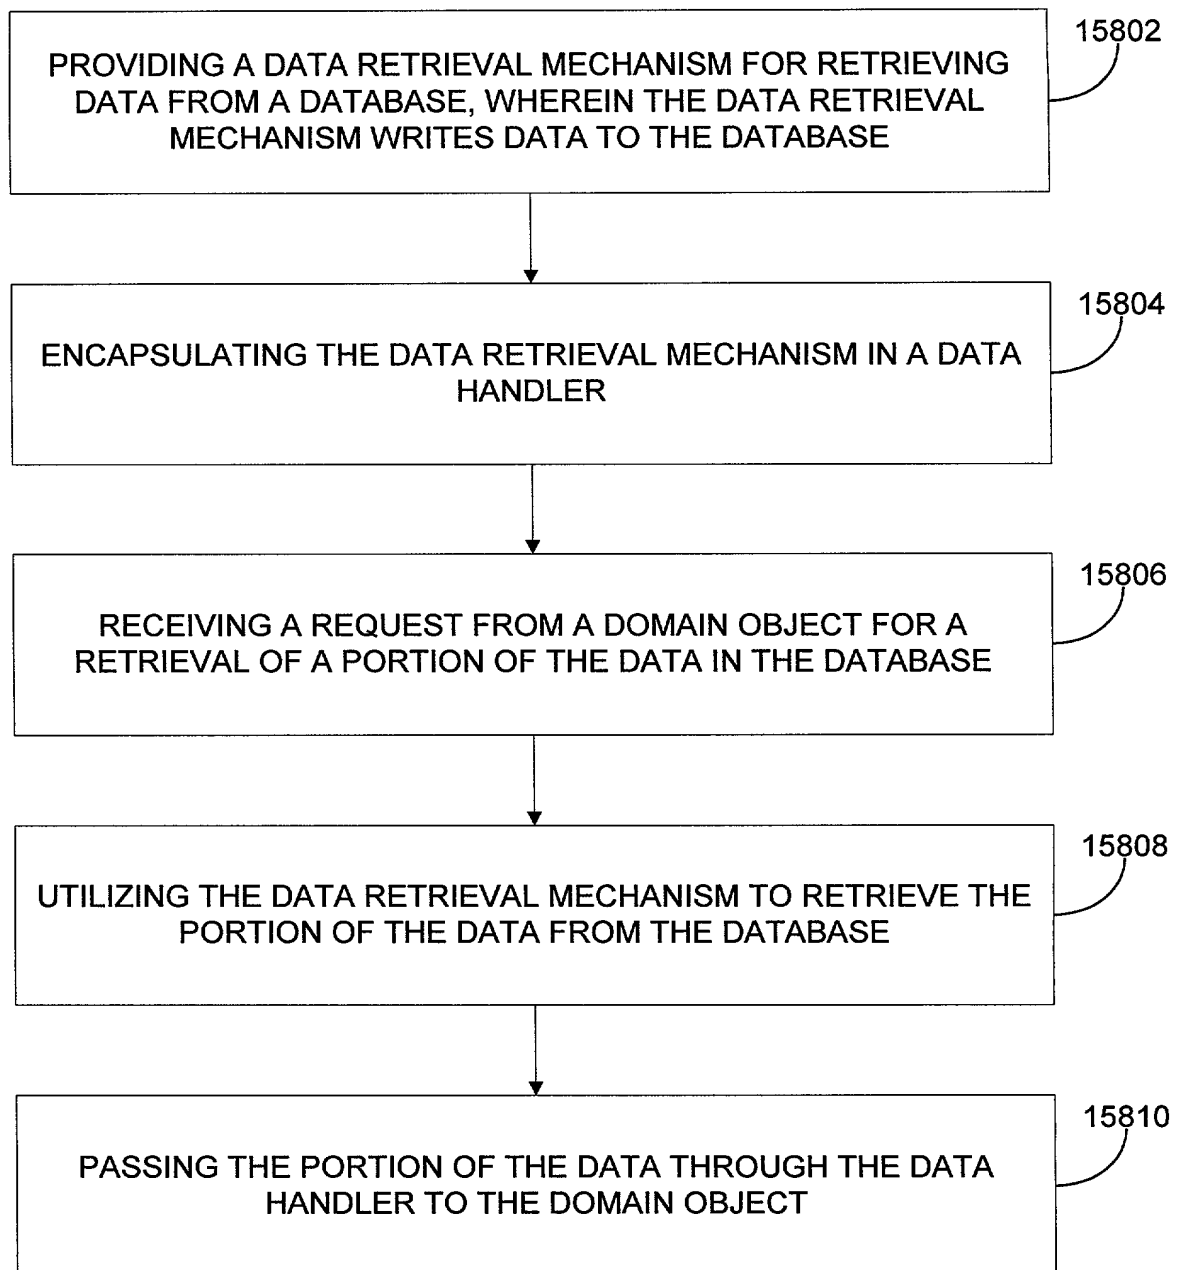 15802
PROVIDING A DATA RETRIEVAL MECHANISM FOR RETRIEVING
DATA FROM A DATABASE, WHEREIN THE DATA RETRIEVAL
MECHANISM WRITES DATA TO THE DATABASE
15804
ENCAPSULATING THE DATA RETRIEVAL MECHANISM IN A DATA
HANDLER
15806
RECEIVING A REQUEST FROM A DOMAIN OBJECT FOR A
RETRIEVAL OF A PORTION OF THE DATA IN THE DATABASE
15808
UTILIZING THE DATA RETRIEVAL MECHANISM TO RETRIEVE THE
PORTION OF THE DATA FROM THE DATABASE
15810
PASSING THE PORTION OF THE DATA THROUGH THE DATA
HANDLER TO THE DOMAIN OBJECT